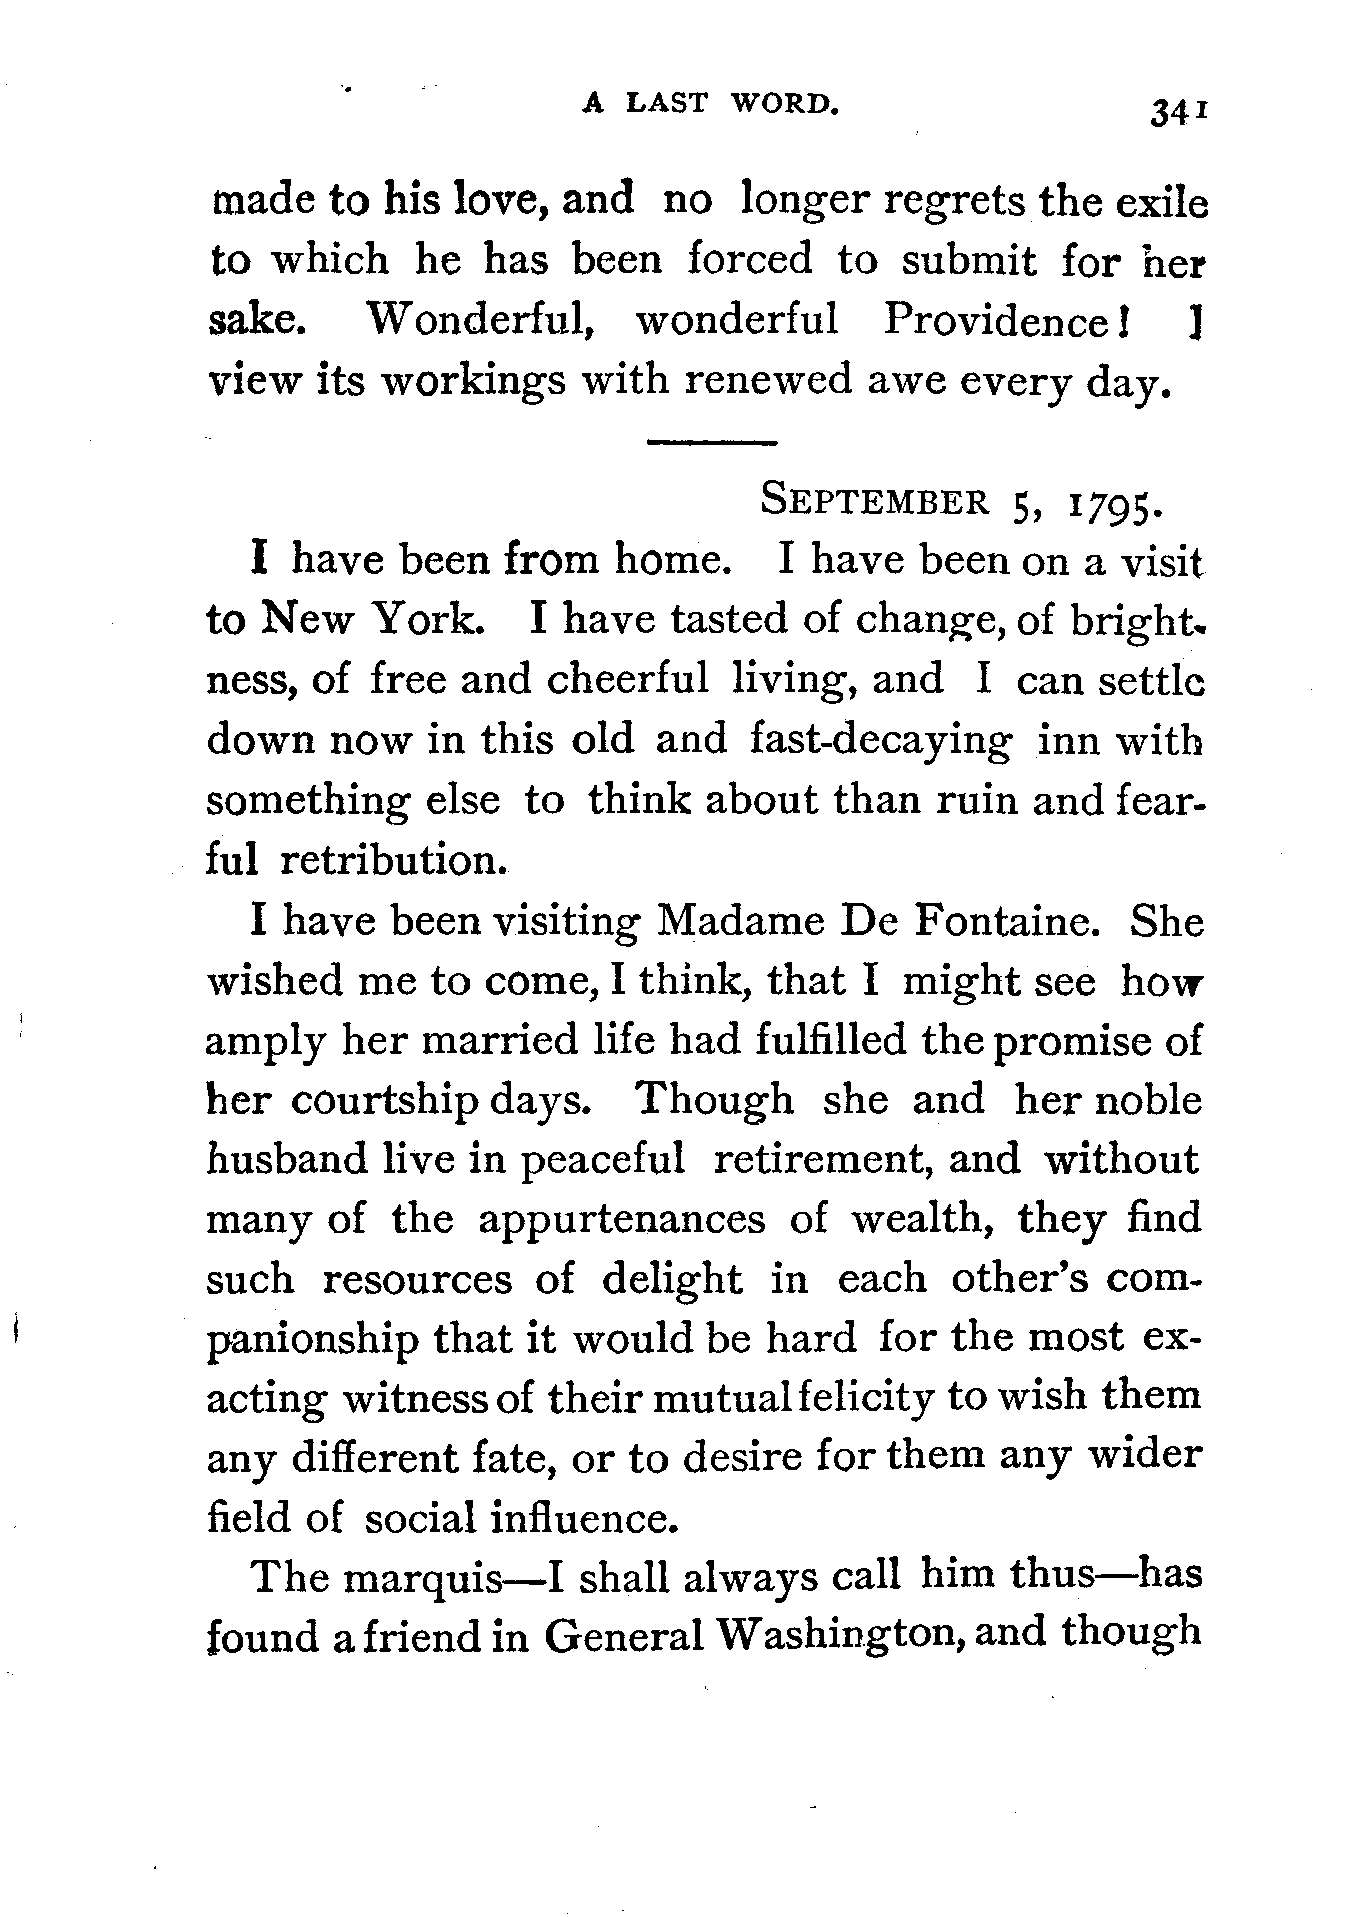 A LAST WORD. 341
made to his love, and no longer regrets the exile
to which he has been forced to submit for her
sake. Wonderful, wonderful Providence! I
view its workings with renewed awe every day.
SEPTEMBER 5, 1795.
I have been from home. I have been on a visit
to New York. I have tasted of change, of bright-
ness, of free and cheerful living, and I can settle
down now in this old and fast-decaying inn with
something else to think about than ruin and fear-
ful retribution.
I have been visiting Madame De Fontaine. She
wished me to come, I think, that I might see how
amply her married life had fulfilled the promise of
her courtship days. Though she and her noble
husband live in peaceful retirement, and without
many of the appurtenances of wealth, they find
such resources of delight in each other's com-
panionship that it would be hard for the most ex-
acting witness of their mutual felicity to wish them
any different fate, or to desire for them any wider
field of social influence.
The marquis—I shall always call him thus—has
found a friend in General Washington, and though